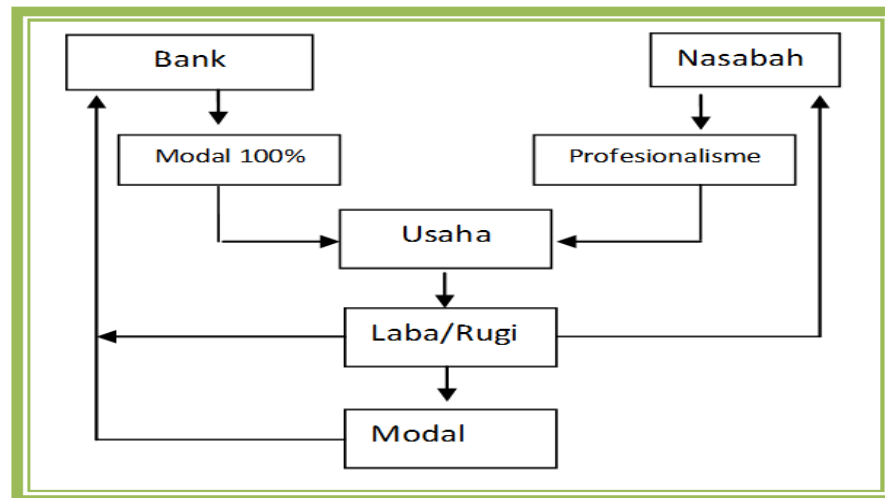 Bank
Nasabah
Modal 100%
Profesionalisme
Usaha
Laba/Rugi
Modal